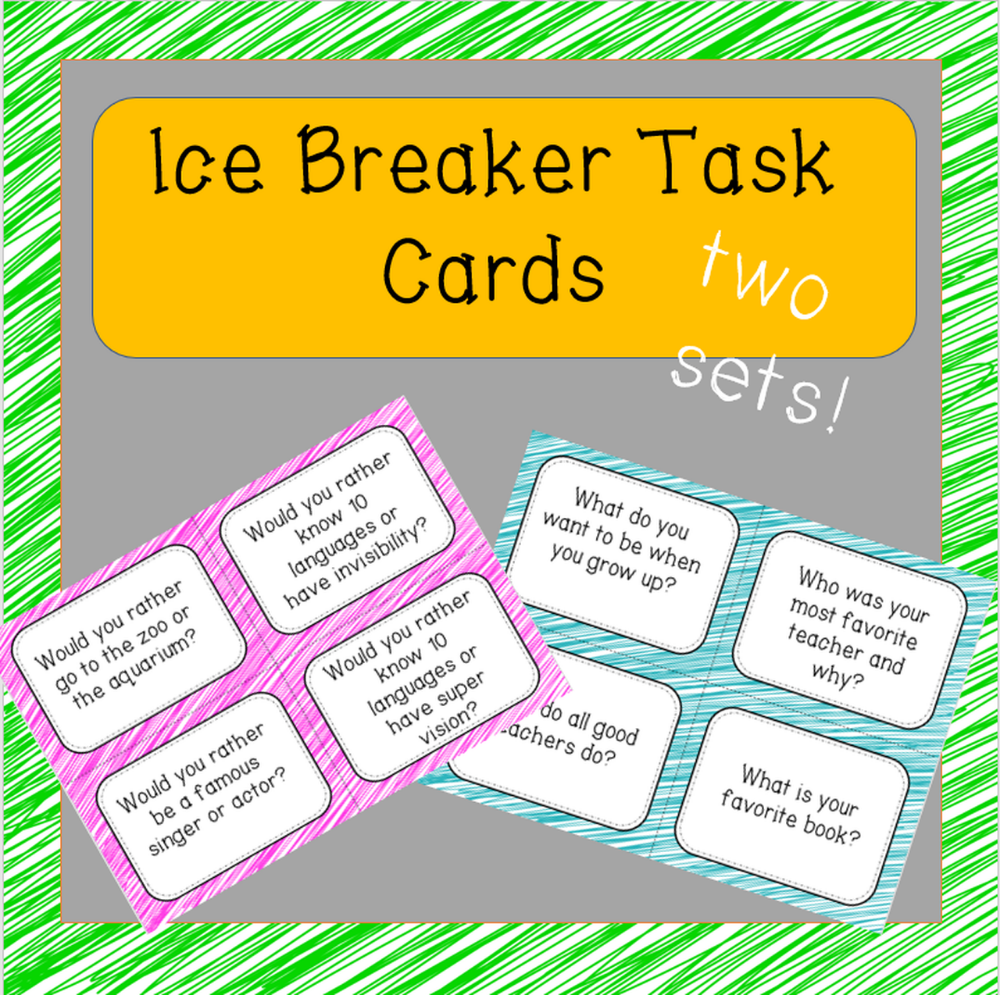 Ice Breaker Task
Cards
two
sets!
Would you rather
know 10
languages or
have invisibility?
Would you rather
go to the zoo or
the aquarium?
Would you rather
know 10
languages or
have super
vision?
Would you rather
be a famous
singer or actor?
What do you
want to be when
you grow up?
Who was your
most favorite
teacher and
why?
do all good
do?
What is your
favorite book?